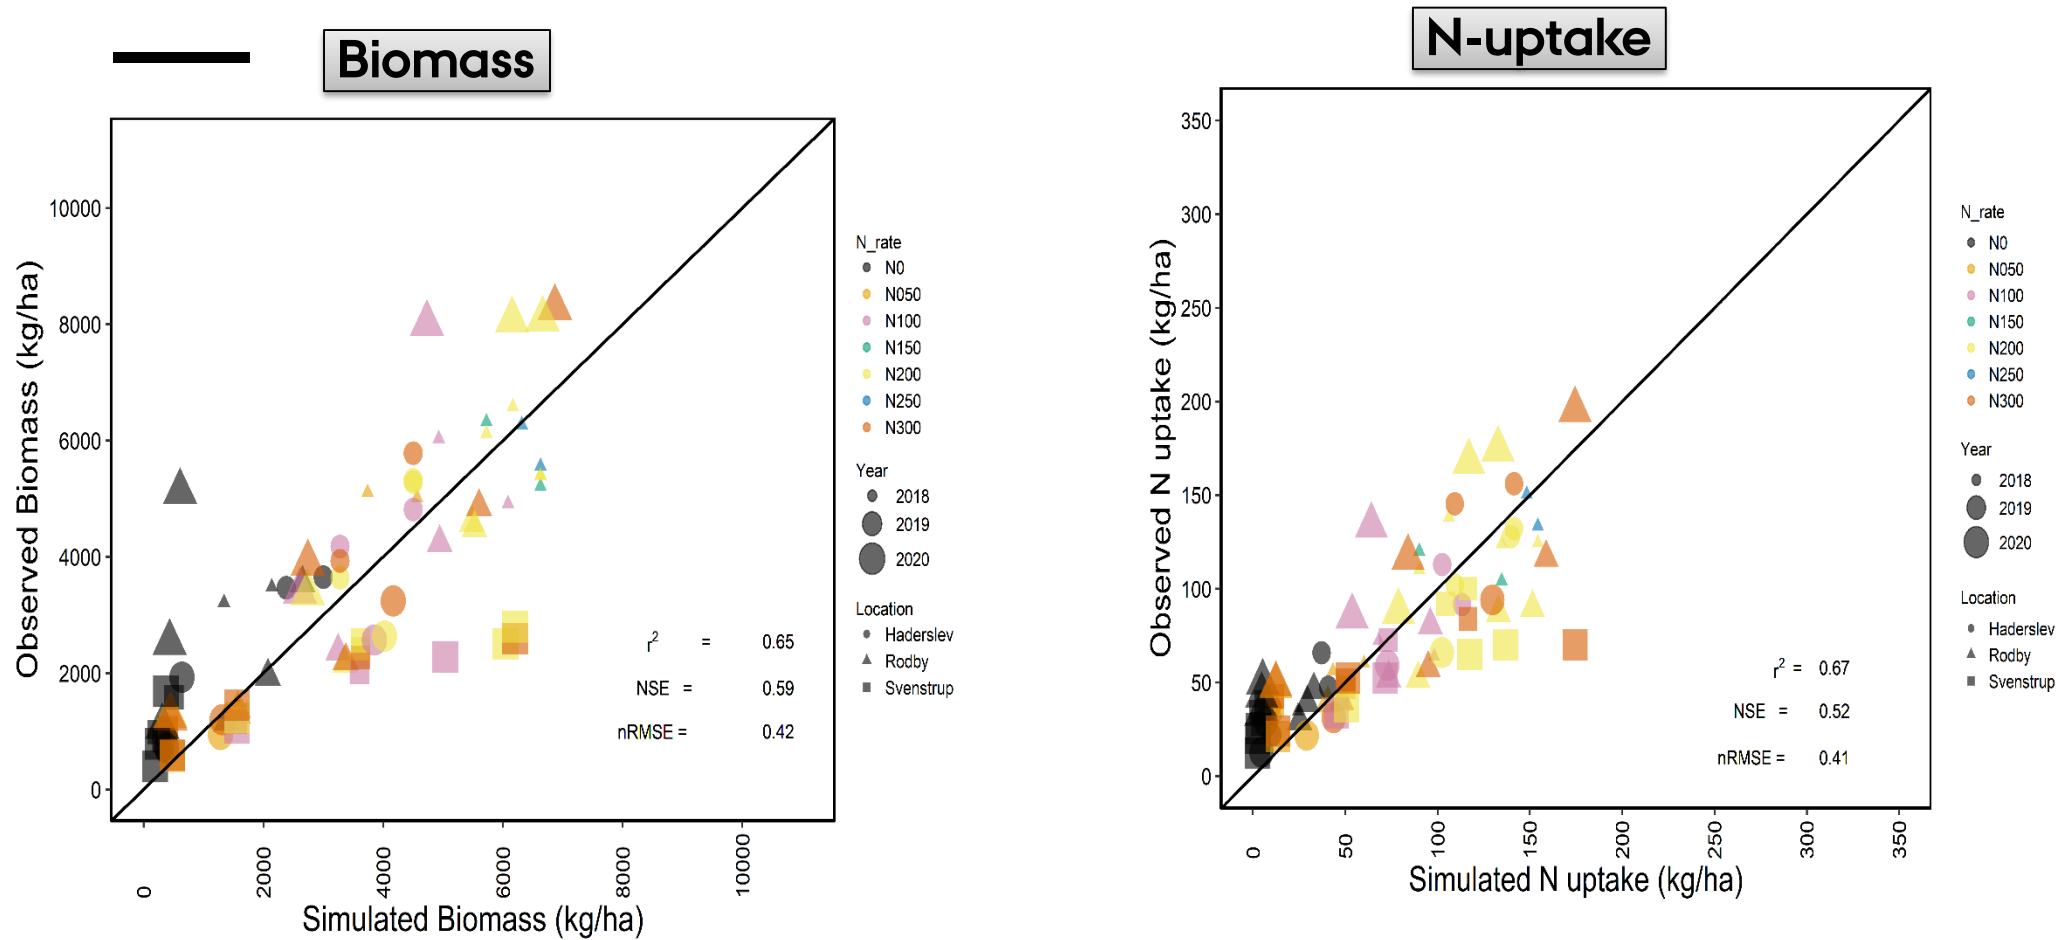 Biomass
Observed Biomass (kg/ha)
10000
8000
6000
4000
2000
0
0
2000
4000
6000
8000
10000
Simulated Biomass (kg/ha)
r2 = 0.65
NSE = 0.59
nRMSE = 0.42
N_rate
N0
N050
N100
N150
N200
N250
N300
Year
2018
2019
2020
Location
Haderslev
Rodby
Svenstrup
N-uptake
Observed N uptake (kg/ha)
350
300
250
200
150
100
50
0
0
50
100
150
200
250
300
350
Simulated N uptake (kg/ha)
r2 = 0.67
NSE = 0.52
nRMSE = 0.41
N_rate
N0
N050
N100
N150
N200
N250
N300
Year
2018
2019
2020
Location
Haderslev
Rodby
Svenstrup